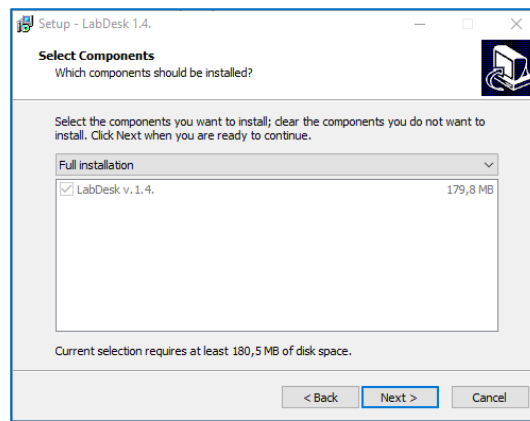 Setup - LabDesk 1.4.
Select Components
Which components should be installed?
Select the components you want to install; clear the components you do not want to
install. Click Next when you are ready to continue.
Full installation
LabDesk v.1.4. 179,8 MB
Current selection requires at least 180,5 MB of disk space.
< Back Next > Cancel